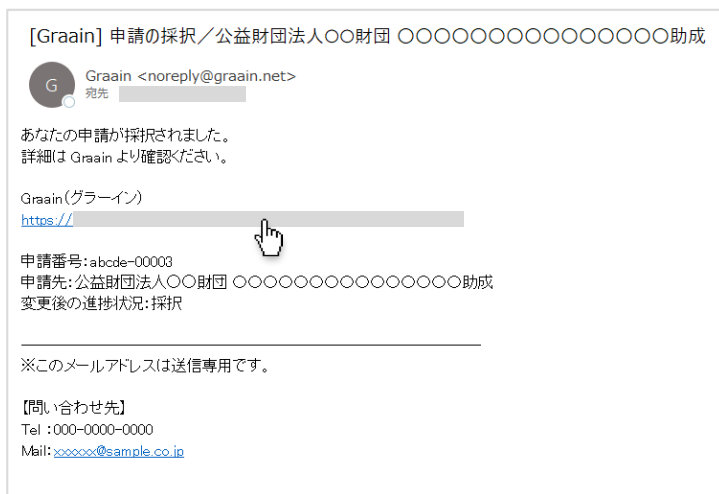 [Graain] 申請の採択／公益財団法人○○財団 ○○○○○○○○○○○○○○○助成
G
Graain <noreply@graain.net>
宛先
あなたの申請が採択されました。
詳細は Graain より確認ください。
Graain（グラーイン）
https://
申請番号：abcde-00003
申請先：公益財団法人○○財団 ○○○○○○○○○○○○○○○助成
変更後の進捗状況：採択
※このメールアドレスは送信専用です。
【問い合わせ先】
Tel ：000-0000-0000
Mail：xxxxxx@sample.co.jp